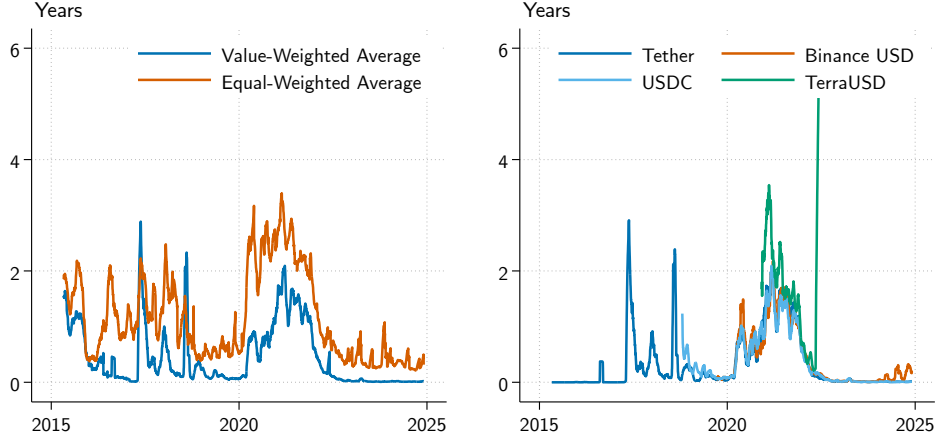 Years
6
4
2
0
2015 2020 2025
Value-Weighted Average
Equal-Weighted Average
Years
6
4
2
0
2015 2020 2025
Tether Binance USD
USDC TerraUSD